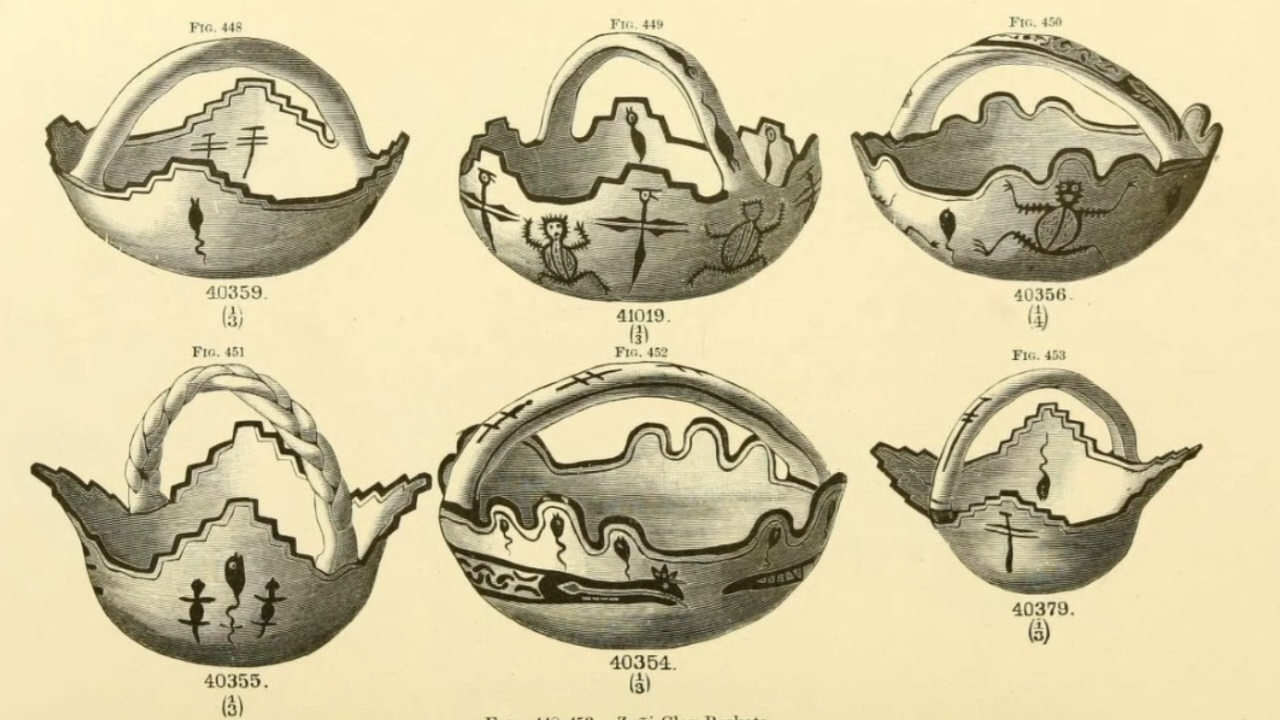 FIG. 448
FIG. 449
FIG. 450
40359.
(1/3)
41019.
(1/3)
40356.
(1/4)
FIG. 451
FIG. 452
FIG. 453
40355.
(1/3)
40354.
(1/3)
40379.
(1/5)